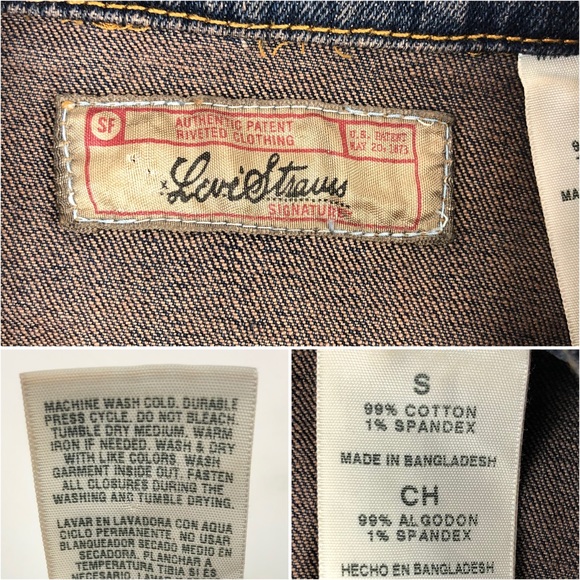 SF
AUTHENTIC PATENT
RIVETED CLOTHING
U.S. PATENT
MAY 20-1873
x Levi Strauss
SIGNATURE
MA
MACHINE WASH COLD, DURABLE
PRESS CYCLE. DO NOT BLEACH.
TUMBLE DRY MEDIUM. WARM
IRON IF NEEDED. WASH & DRY
WITH LIKE COLORS. WASH
GARMENT INSIDE OUT. FASTEN
ALL CLOSURES DURING THE
WASHING AND TUMBLE DRYING.
LAVAR EN LAVADORA CON AQUA
CICLO PERMANENTE. NO USAR
BLANQUEADOR SECADO MEDIO EN
SECADORA. PLANCHAR A
TEMPERATURA TIBIA SI ES
NECESARIO.
S
99% COTTON
1% SPANDEX
MADE IN BANGLADESH
CH
99% ALGODON
1% SPANDEX
HECHO EN BANGLADESH